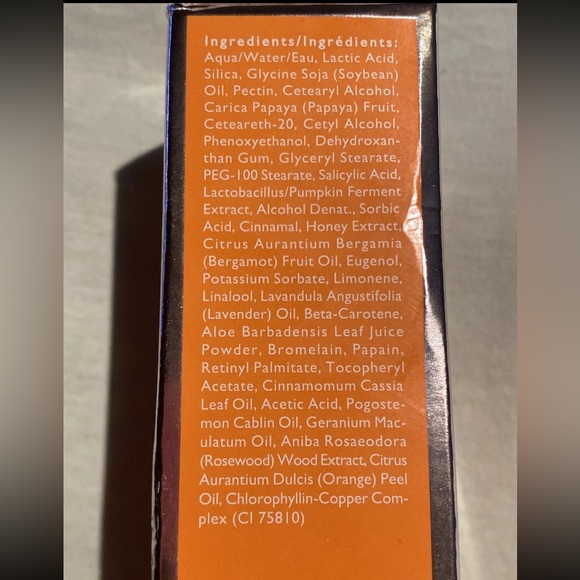 Ingredients/Ingrédients:
Aqua/Water/Eau, Lactic Acid,
Silica, Glycine Soja (Soybean)
Oil, Pectin, Cetearyl Alcohol,
Carica Papaya (Papaya) Fruit,
Ceteareth-20, Cetyl Alcohol,
Phenoxyethanol, Dehydroxan-
than Gum, Glyceryl Stearate,
PEG-100 Stearate, Salicylic Acid,
Lactobacillus/Pumpkin Ferment
Extract, Alcohol Denat., Sorbic
Acid, Cinnamal, Honey Extract,
Citrus Aurantium Bergamia
(Bergamot) Fruit Oil, Eugenol,
Potassium Sorbate, Limonene,
Linalool, Lavandula Angustifolia
(Lavender) Oil, Beta-Carotene,
Aloe Barbadensis Leaf Juice
Powder, Bromelain, Papain,
Retinyl Palmitate, Tocopheryl
Acetate, Cinnamomum Cassia
Leaf Oil, Acetic Acid, Pogoste-
mon Cablin Oil, Geranium Mac-
ulatum Oil, Aniba Rosaeodora
(Rosewood) Wood Extract, Citrus
Aurantium Dulcis (Orange) Peel
Oil, Chlorophyllin-Copper Com-
plex (CI 75810)